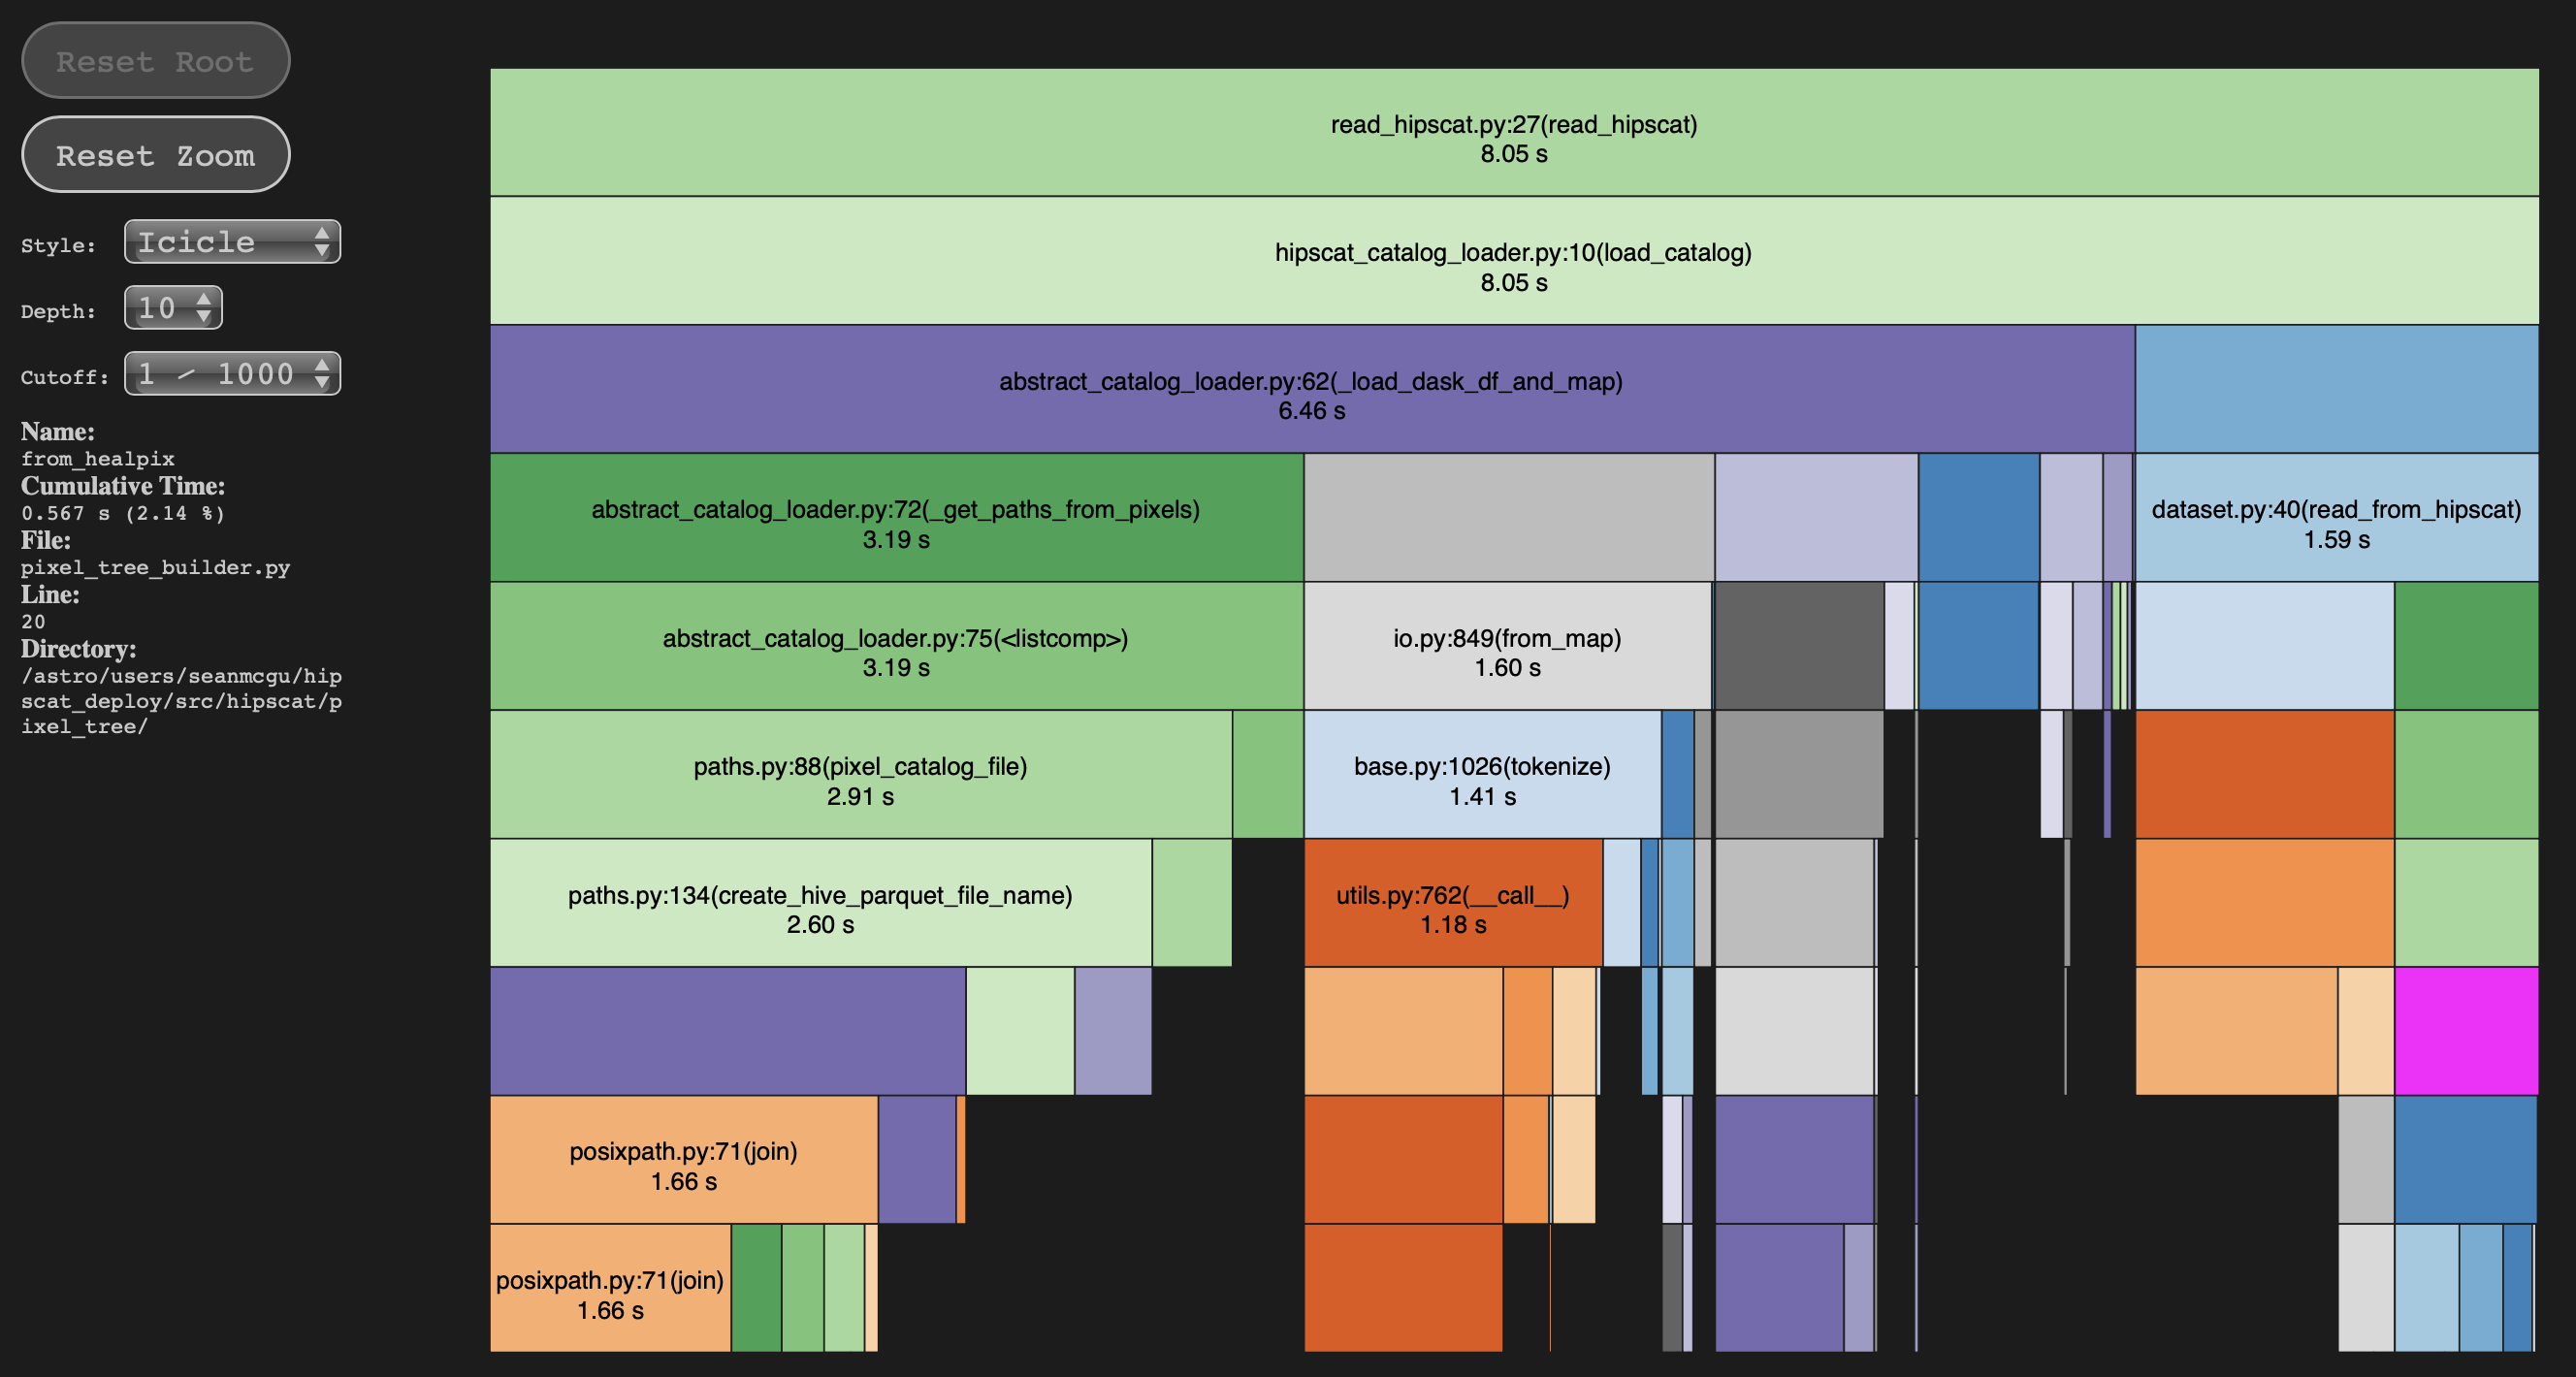 Reset Root
Reset Zoom
Style: Icicle
Depth: 10
Cutoff: 1 / 1000
Name:
from_healpix
Cumulative Time:
0.567 s (2.14 %)
File:
pixel_tree_builder.py
Line:
20
Directory:
/astro/users/seanmcgu/hip
scat_deploy/src/hipscat/p
ixel_tree/
read_hipscat.py:27(read_hipscat)
8.05 s
hipscat_catalog_loader.py:10(load_catalog)
8.05 s
abstract_catalog_loader.py:62(_load_dask_df_and_map)
6.46 s
abstract_catalog_loader.py:72(_get_paths_from_pixels)
3.19 s
dataset.py:40(read_from_hipscat)
1.59 s
abstract_catalog_loader.py:75(<listcomp>)
3.19 s
io.py:849(from_map)
1.60 s
paths.py:88(pixel_catalog_file)
2.91 s
base.py:1026(tokenize)
1.41 s
paths.py:134(create_hive_parquet_file_name)
2.60 s
utils.py:762(__call__)
1.18 s
posixpath.py:71(join)
1.66 s
posixpath.py:71(join)
1.66 s